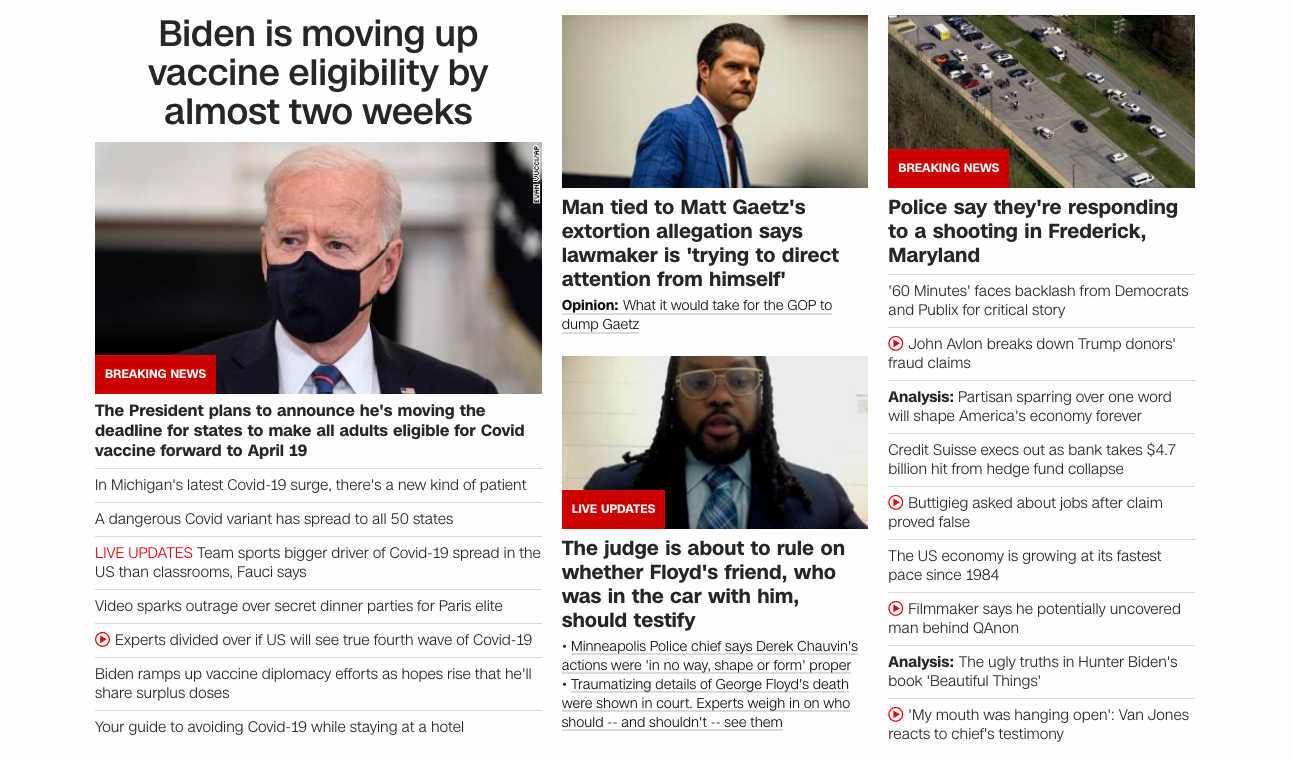 Biden is moving up
vaccine eligibility by
almost two weeks
EVAN VUCCI/AP
BREAKING NEWS
The President plans to announce he's moving the
deadline for states to make all adults eligible for Covid
vaccine forward to April 19
In Michigan's latest Covid-19 surge, there's a new kind of patient
A dangerous Covid variant has spread to all 50 states
LIVE UPDATES Team sports bigger driver of Covid-19 spread in the
US than classrooms, Fauci says
Video sparks outrage over secret dinner parties for Paris elite
Experts divided over if US will see true fourth wave of Covid-19
Biden ramps up vaccine diplomacy efforts as hopes rise that he'll
share surplus doses
Your guide to avoiding Covid-19 while staying at a hotel
Man tied to Matt Gaetz's
extortion allegation says
lawmaker is 'trying to direct
attention from himself'
Opinion: What it would take for the GOP to
dump Gaetz
LIVE UPDATES
The judge is about to rule on
whether Floyd's friend, who
was in the car with him,
should testify
• Minneapolis Police chief says Derek Chauvin's
actions were 'in no way, shape or form' proper
• Traumatizing details of George Floyd's death
were shown in court. Experts weigh in on who
should -- and shouldn't -- see them
BREAKING NEWS
Police say they're responding
to a shooting in Frederick,
Maryland
'60 Minutes' faces backlash from Democrats
and Publix for critical story
John Avlon breaks down Trump donors'
fraud claims
Analysis: Partisan sparring over one word
will shape America's economy forever
Credit Suisse execs out as bank takes $4.7
billion hit from hedge fund collapse
Buttigieg asked about jobs after claim
proved false
The US economy is growing at its fastest
pace since 1984
Filmmaker says he potentially uncovered
man behind QAnon
Analysis: The ugly truths in Hunter Biden's
book 'Beautiful Things'
'My mouth was hanging open': Van Jones
reacts to chief's testimony